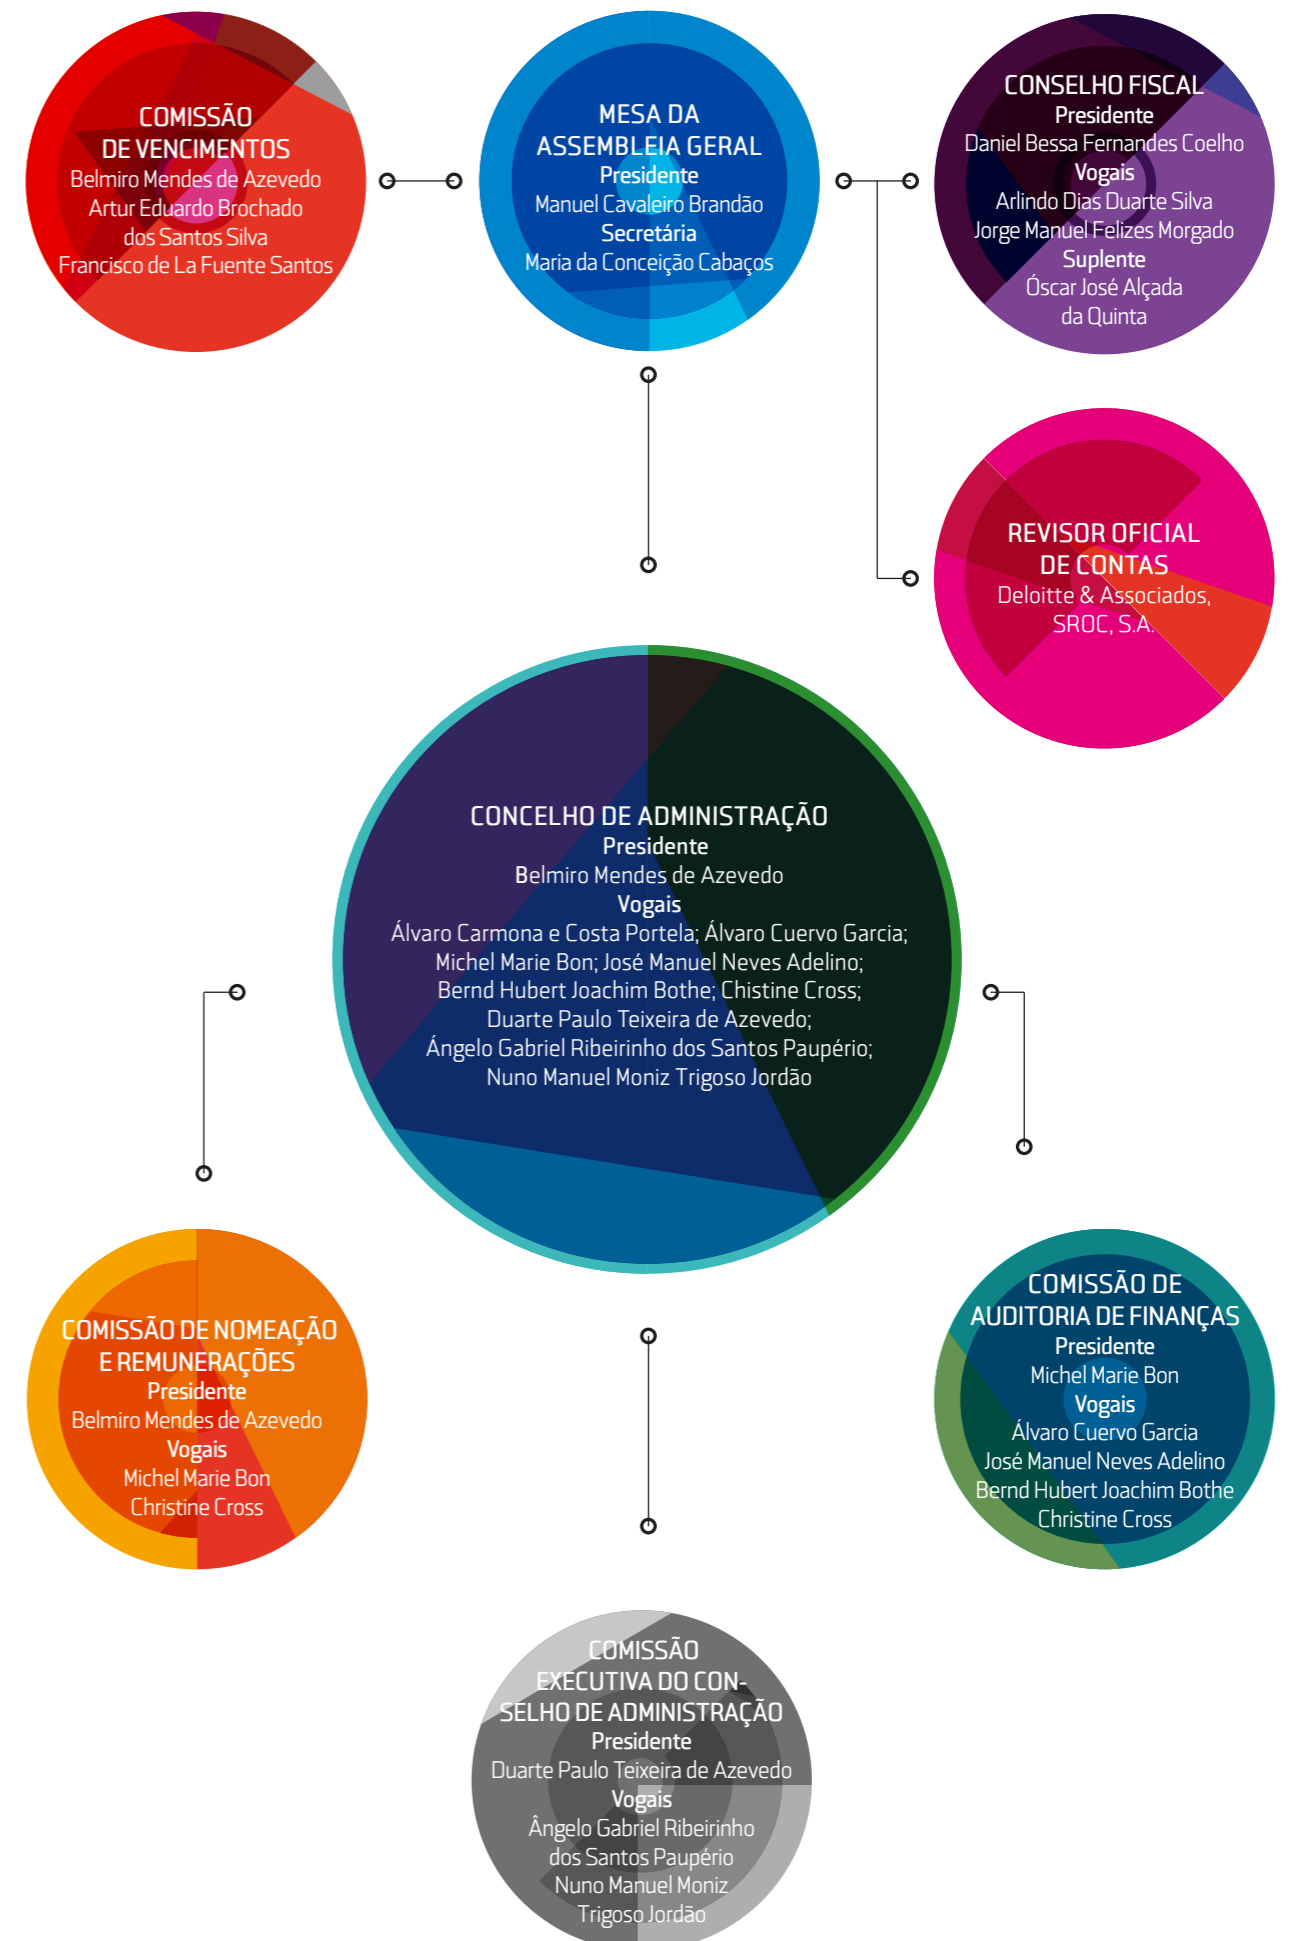 COMISSÃO
DE VENCIMENTOS
Belmiro Mendes de Azevedo
Artur Eduardo Brochado
dos Santos Silva
Francisco de La Fuente Santos
MESA DA
ASSEMBLEIA GERAL
Presidente
Manuel Cavaleiro Brandão
Secretária
Maria da Conceição Cabaços
CONSELHO FISCAL
Presidente
Daniel Bessa Fernandes Coelho
Vogais
Arlindo Dias Duarte Silva
Jorge Manuel Felizes Morgado
Suplente
Óscar José Alçada
da Quinta
REVISOR OFICIAL
DE CONTAS
Deloitte & Associados,
SROC, S.A.
CONCELHO DE ADMINISTRAÇÃO
Presidente
Belmiro Mendes de Azevedo
Vogais
Álvaro Carmona e Costa Portela; Álvaro Cuervo Garcia;
Michel Marie Bon; José Manuel Neves Adelino;
Bernd Hubert Joachim Bothe; Chistine Cross;
Duarte Paulo Teixeira de Azevedo;
Ángelo Gabriel Ribeirinho dos Santos Paupério;
Nuno Manuel Moniz Trigoso Jordão
COMISSÃO DE NOMEAÇÃO
E REMUNERAÇÕES
Presidente
Belmiro Mendes de Azevedo
Vogais
Michel Marie Bon
Christine Cross
COMISSÃO DE
AUDITORIA DE FINANÇAS
Presidente
Michel Marie Bon
Vogais
Álvaro Cuervo Garcia
José Manuel Neves Adelino
Bernd Hubert Joachim Bothe
Christine Cross
COMISSÃO
EXECUTIVA DO CON-
SELHO DE ADMINISTRAÇÃO
Presidente
Duarte Paulo Teixeira de Azevedo
Vogais
Ângelo Gabriel Ribeirinho
dos Santos Paupério
Nuno Manuel Moniz
Trigoso Jordão